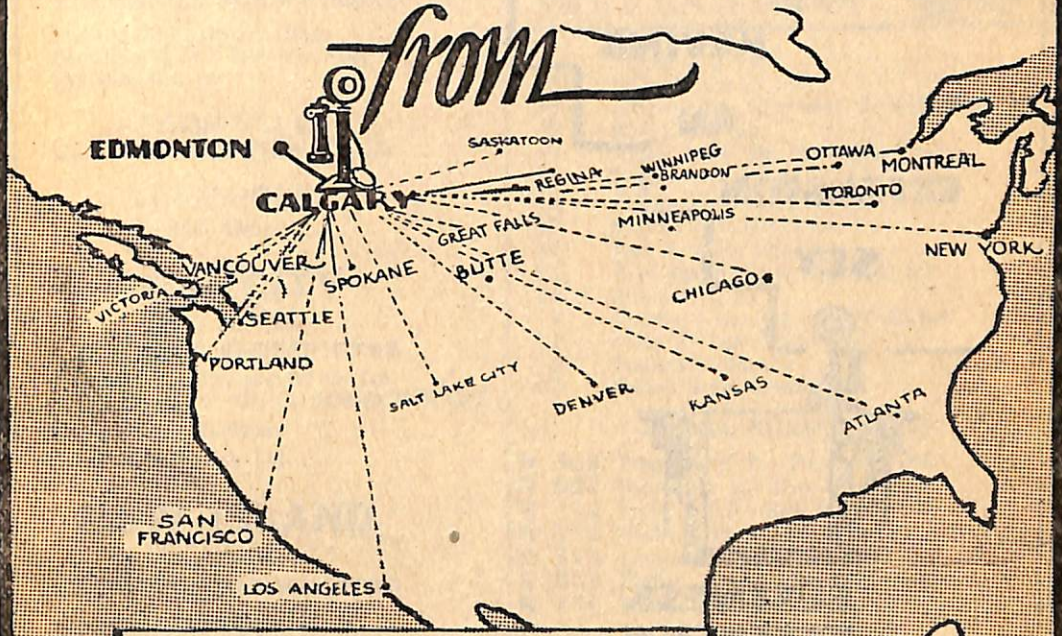 from
EDMONTON
SASKATOON
CALGARY
REGINA
WINNIPEG
BRANDON
OTTAWA
MONTREAL
TORONTO
MINNEAPOLIS
GREAT FALLS
NEW YORK
VANCOUVER
SPOKANE
BUTTE
CHICAGO
VICTORIA
SEATTLE
PORTLAND
SALT LAKE CITY
DENVER
KANSAS
ATLANTA
SAN
FRANCISCO
LOS ANGELES